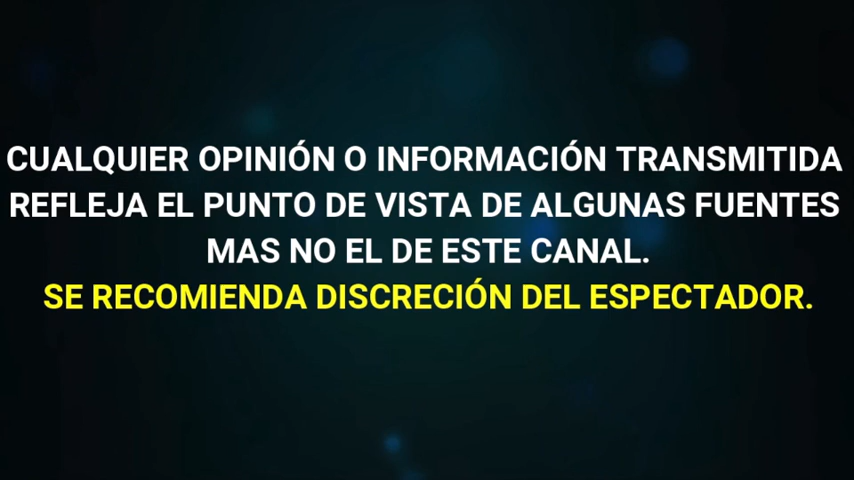 CUALQUIER OPINIÓN O INFORMACIÓN TRANSMITIDA
REFLEJA EL PUNTO DE VISTA DE ALGUNAS FUENTES
MAS NO EL DE ESTE CANAL.
SE RECOMIENDA DISCRECIÓN DEL ESPECTADOR.